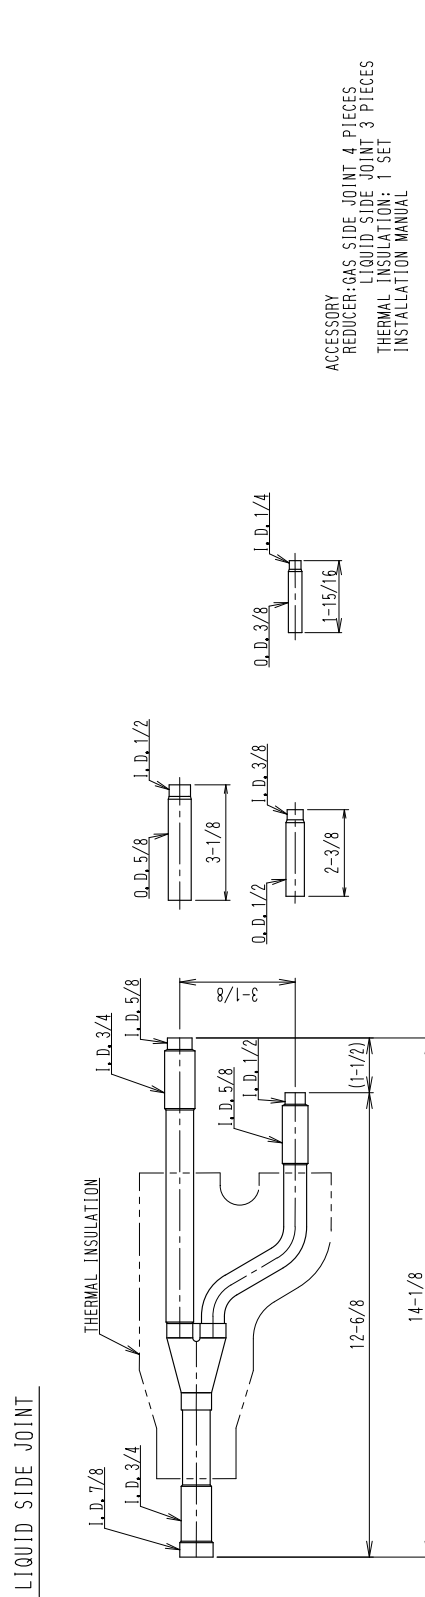 LIQUID SIDE JOINT
THERMAL INSULATION
I.D.7/8
I.D.3/4
I.D.3/4
I.D.5/8
I.D.5/8
I.D.1/2
3-1/8
(1-1/2)
12-6/8
14-1/8
O.D.5/8
I.D.1/2
3-1/8
O.D.1/2
I.D.3/8
2-3/8
O.D.3/8
I.D.1/4
1-15/16
ACCESSORY
REDUCER:GAS SIDE JOINT 4 PIECES
LIQUID SIDE JOINT 3 PIECES
THERMAL INSULATION: 1 SET
INSTALLATION MANUAL